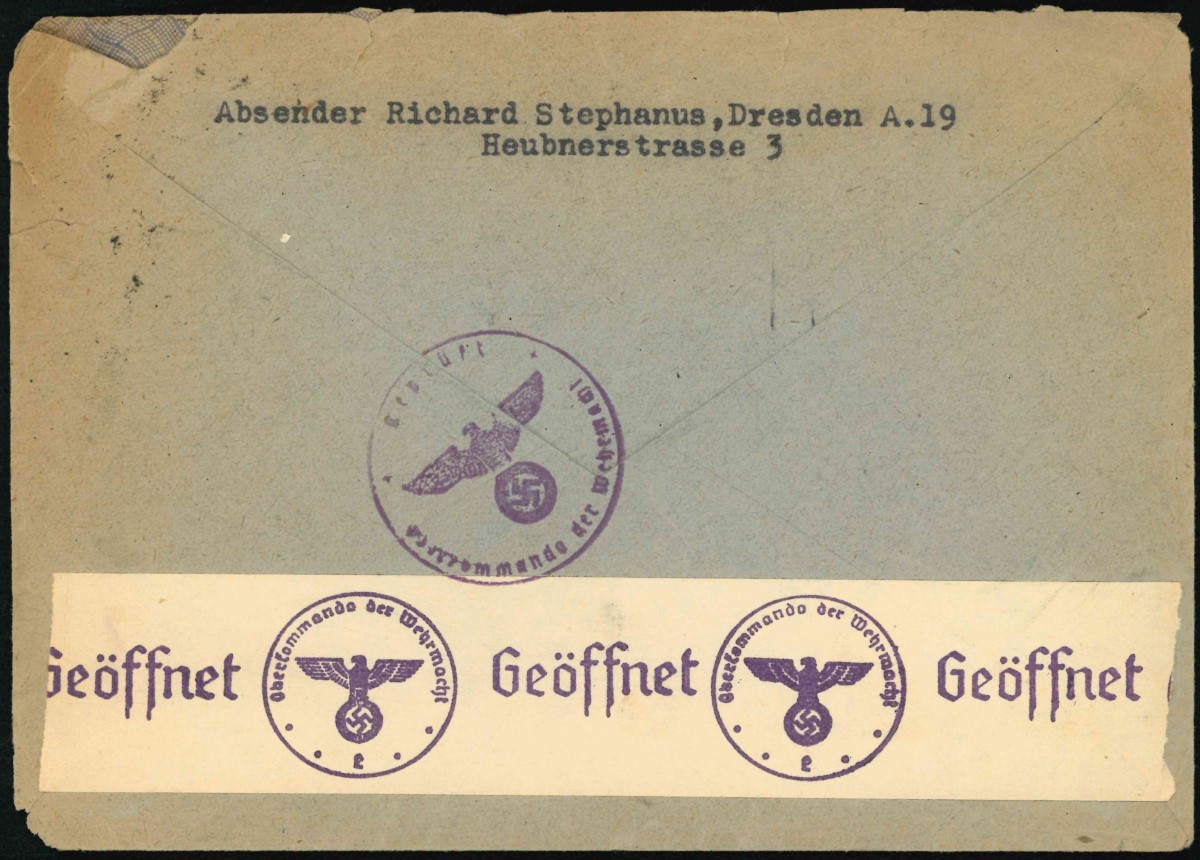 Absender Richard Stephanus,Dresden A.19
Heubnerstrasse 3
Geprüft
Oberkommando der Wehrmacht
Geöffnet
Oberkommando der Wehrmacht
Geöffnet
Oberkommando der Wehrmacht
Geöffnet